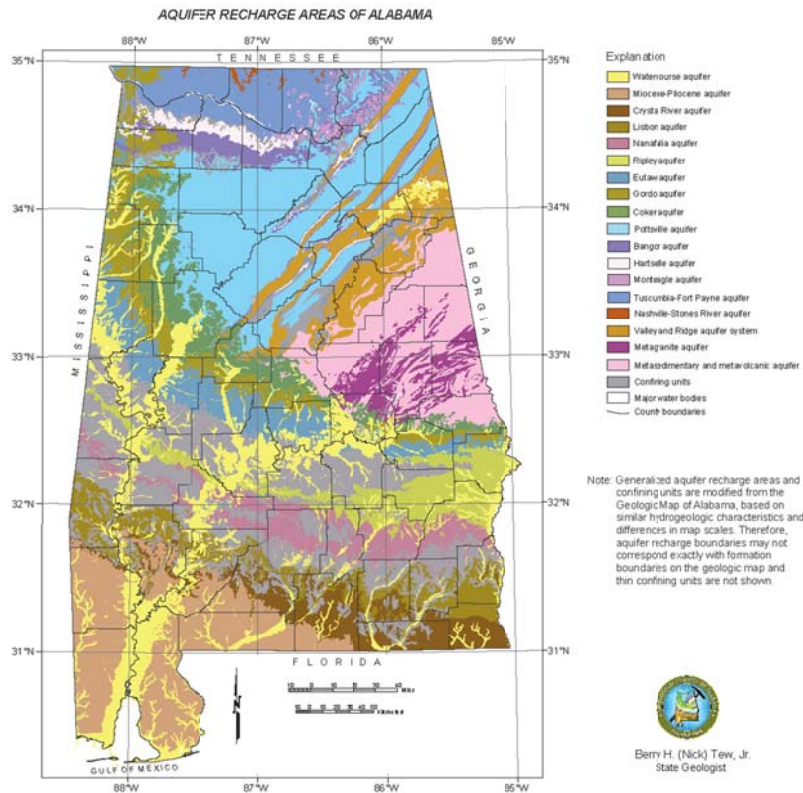 AQUIFER RECHARGE AREAS OF ALABAMA
88°W 87°W 86°W 85°W
TENNESSEE
35°N 35°N
34°N 34°N
MISSISSIPPI
GEORGIA
33°N 33°N
32°N 32°N
31°N 31°N
FLORIDA
GULF OF MEXICO
88°W 87°W 86°W 85°W
Explanation
Watercourse aquifer
Miocene-Pliocene aquifer
Crystal River aquifer
Lisbon aquifer
Nanafalia aquifer
Ripley aquifer
Eutaw aquifer
Gordo aquifer
Coker aquifer
Pottsville aquifer
Bangor aquifer
Hartselle aquifer
Monteagle aquifer
Tuscumbia-Fort Payne aquifer
Nashville-Stones River aquifer
Valley and Ridge aquifer system
Metagranite aquifer
Metasedimentary and metavolcanic aquifer
Confining units
Major water bodies
County boundaries
Note: Generalized aquifer recharge areas and
confining units are modified from the
Geologic Map of Alabama, based on
similar hydrogeologic characteristics and
differences in map scales. Therefore,
aquifer recharge boundaries may not
correspond exactly with formation
boundaries on the geologic map and
thin confining units are not shown.
Berry H. (Nick) Tew, Jr.
State Geologist